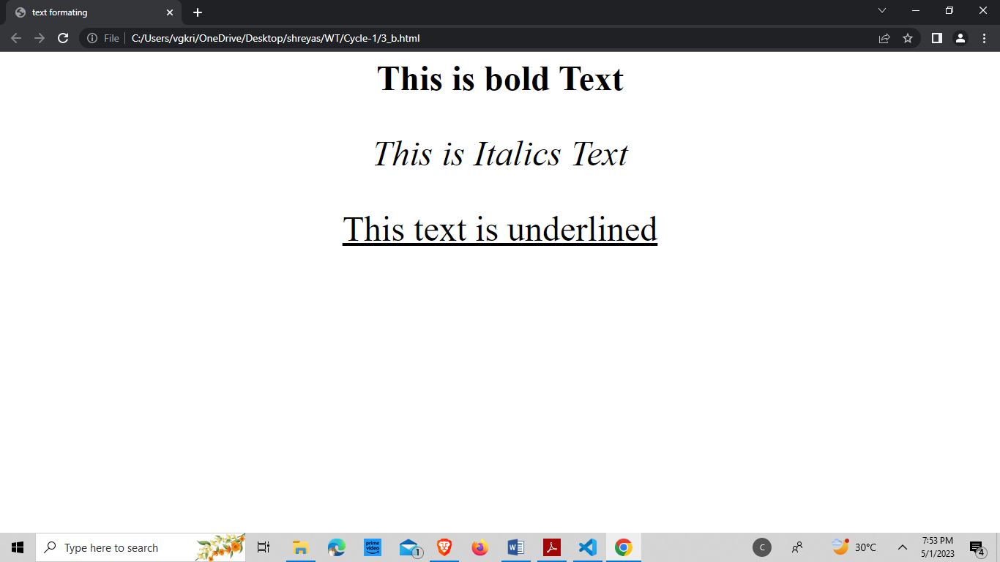 text formating
File
C:/Users/vgkri/OneDrive/Desktop/shreyas/WT/Cycle-1/3_b.html
This is bold Text
This is Italics Text
This text is underlined
Type here to search
prime video
1
W
C
30°C
7:53 PM
5/1/2023
4